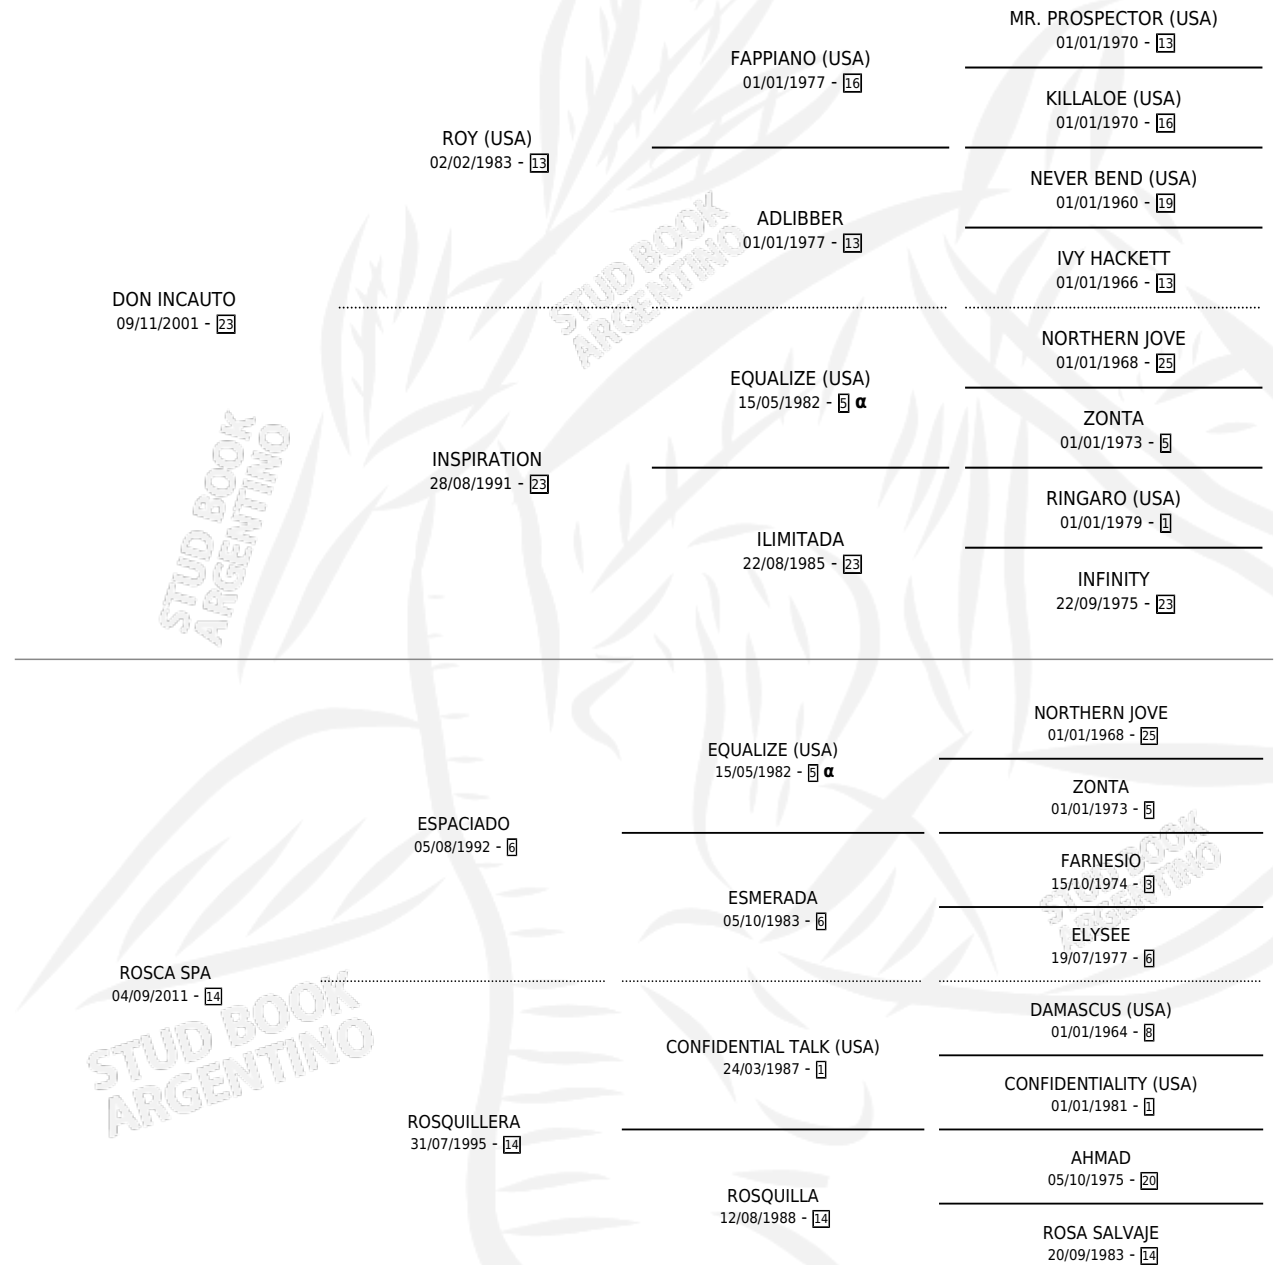 MR. PROSPECTOR (USA)
01/01/1970 - 13
FAPPIANO (USA)
01/01/1977 - 16
KILLALOE (USA)
01/01/1970 - 16
ROY (USA)
02/02/1983 - 13
NEVER BEND (USA)
01/01/1960 - 19
ADLIBBER
01/01/1977 - 13
IVY HACKETT
01/01/1966 - 13
DON INCAUTO
09/11/2001 - 23
NORTHERN JOVE
01/01/1968 - 25
EQUALIZE (USA)
15/05/1982 - 5 α
ZONTA
01/01/1973 - 5
INSPIRATION
28/08/1991 - 23
RINGARO (USA)
01/01/1979 - 1
ILIMITADA
22/08/1985 - 23
INFINITY
22/09/1975 - 23
NORTHERN JOVE
01/01/1968 - 25
EQUALIZE (USA)
15/05/1982 - 5 α
ZONTA
01/01/1973 - 5
ESPACIADO
05/08/1992 - 6
FARNESIO
15/10/1974 - 3
ESMERADA
05/10/1983 - 6
ELYSEE
19/07/1977 - 6
ROSCA SPA
04/09/2011 - 14
DAMASCUS (USA)
01/01/1964 - 8
CONFIDENTIAL TALK (USA)
24/03/1987 - 1
CONFIDENTIALITY (USA)
01/01/1981 - 1
ROSQUILLERA
31/07/1995 - 14
AHMAD
05/10/1975 - 20
ROSQUILLA
12/08/1988 - 14
ROSA SALVAJE
20/09/1983 - 14
STUD BOOK
ARGENTINO
STUD BOOK
ARGENTINO
STUD BOOK
ARGENTINO
STUD BOOK
ARGENTINO